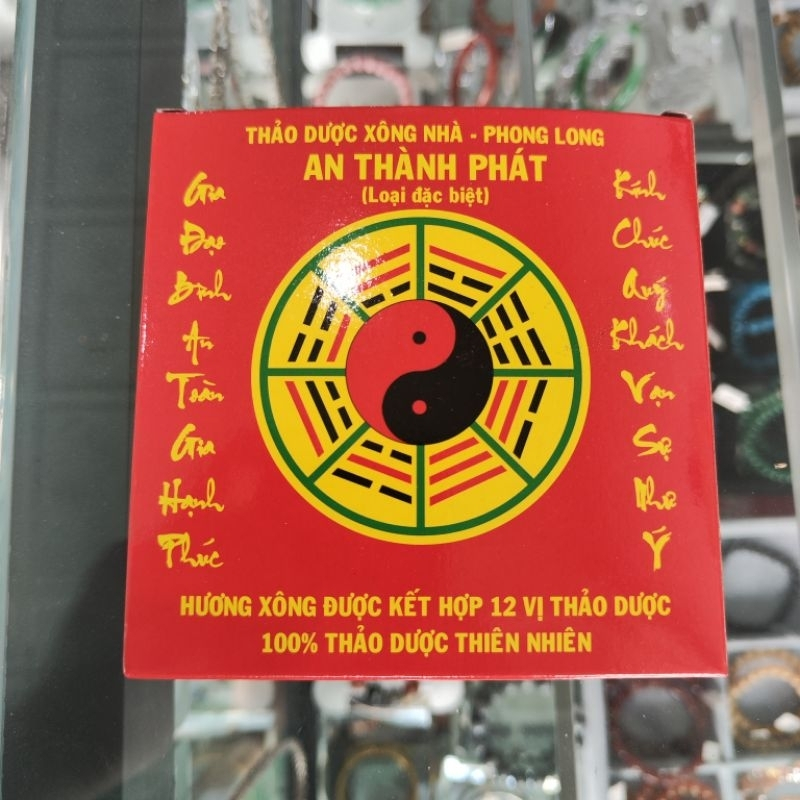 THẢO DƯỢC XÔNG NHÀ - PHONG LONG
AN THÀNH PHÁT
(Loại đặc biệt)
Gia
Đạo
Bình
An
Toàn
Gia
Hạnh
Phúc
Kính
Chúc
Quý
Khách
Vạn
Sự
Như
Ý
HƯƠNG XÔNG ĐƯỢC KẾT HỢP 12 VỊ THẢO DƯỢC
100% THẢO DƯỢC THIÊN NHIÊN